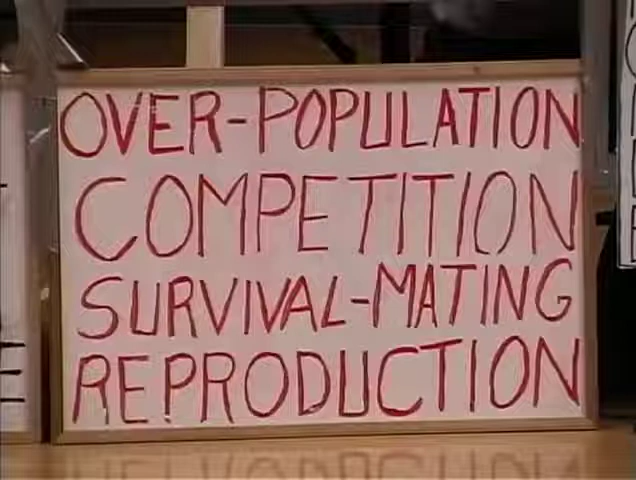 OVER-POPULATION
COMPETITION
SURVIVAL-MATING
REPRODUCTION